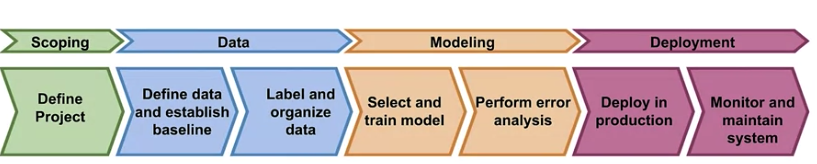 Scoping
Data
Modeling
Deployment
Define
Project
Define data
and establish
baseline
Label and
organize
data
Select and
train model
Perform error
analysis
Deploy in
production
Monitor and
maintain
system